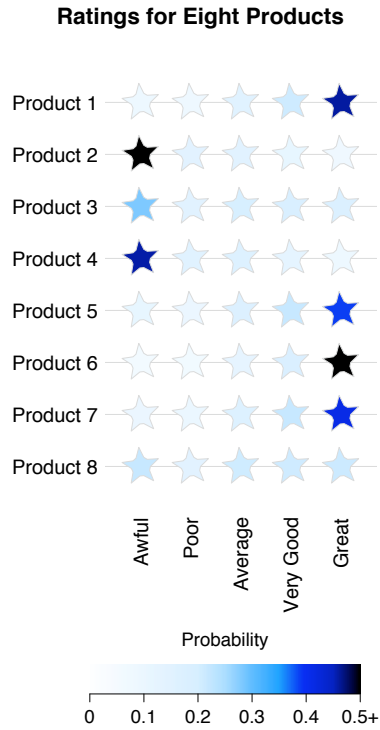 Ratings for Eight Products
Product 1
Product 2
Product 3
Product 4
Product 5
Product 6
Product 7
Product 8
Awful
Poor
Average
Very Good
Great
Probability
0 0.1 0.2 0.3 0.4 0.5+